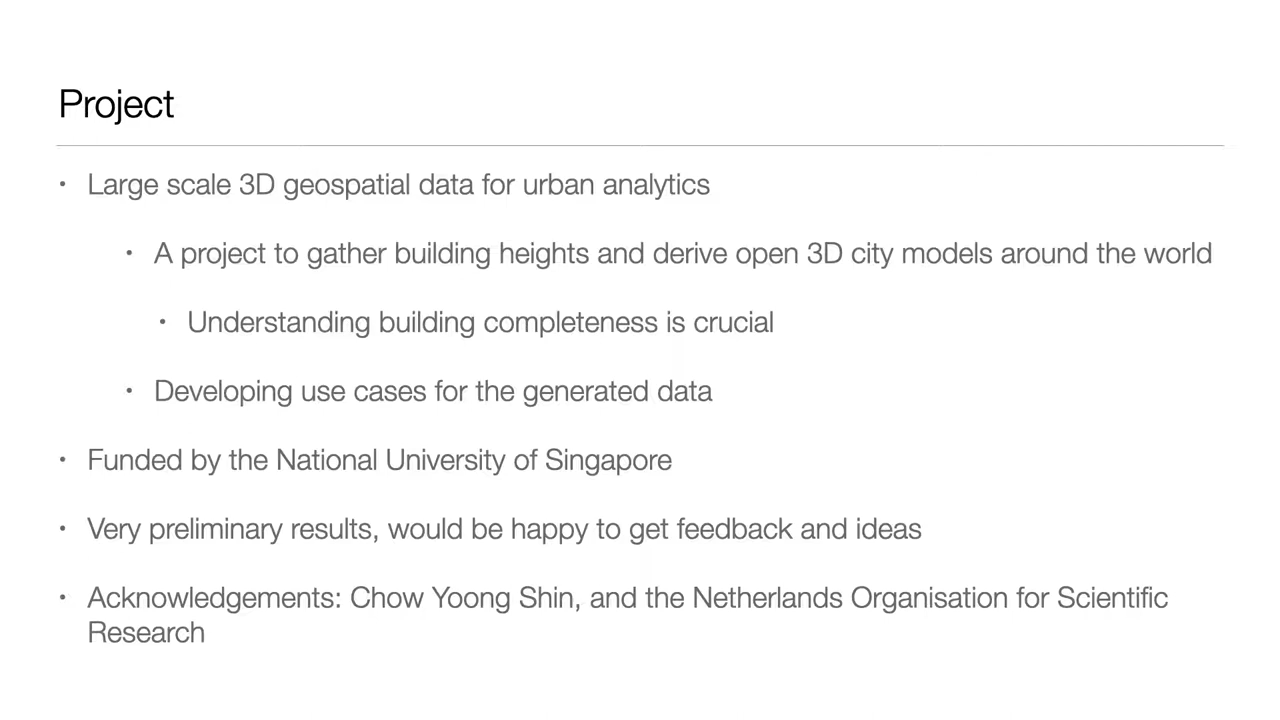 Project
• Large scale 3D geospatial data for urban analytics
• A project to gather building heights and derive open 3D city models around the world
• Understanding building completeness is crucial
• Developing use cases for the generated data
• Funded by the National University of Singapore
• Very preliminary results, would be happy to get feedback and ideas
• Acknowledgements: Chow Yoong Shin, and the Netherlands Organisation for Scientific
Research